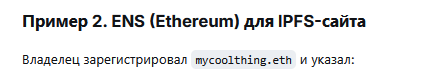 Пример 2. ENS (Ethereum) для IPFS-сайта
Владелец зарегистрировал mycoolthing.eth и указал: